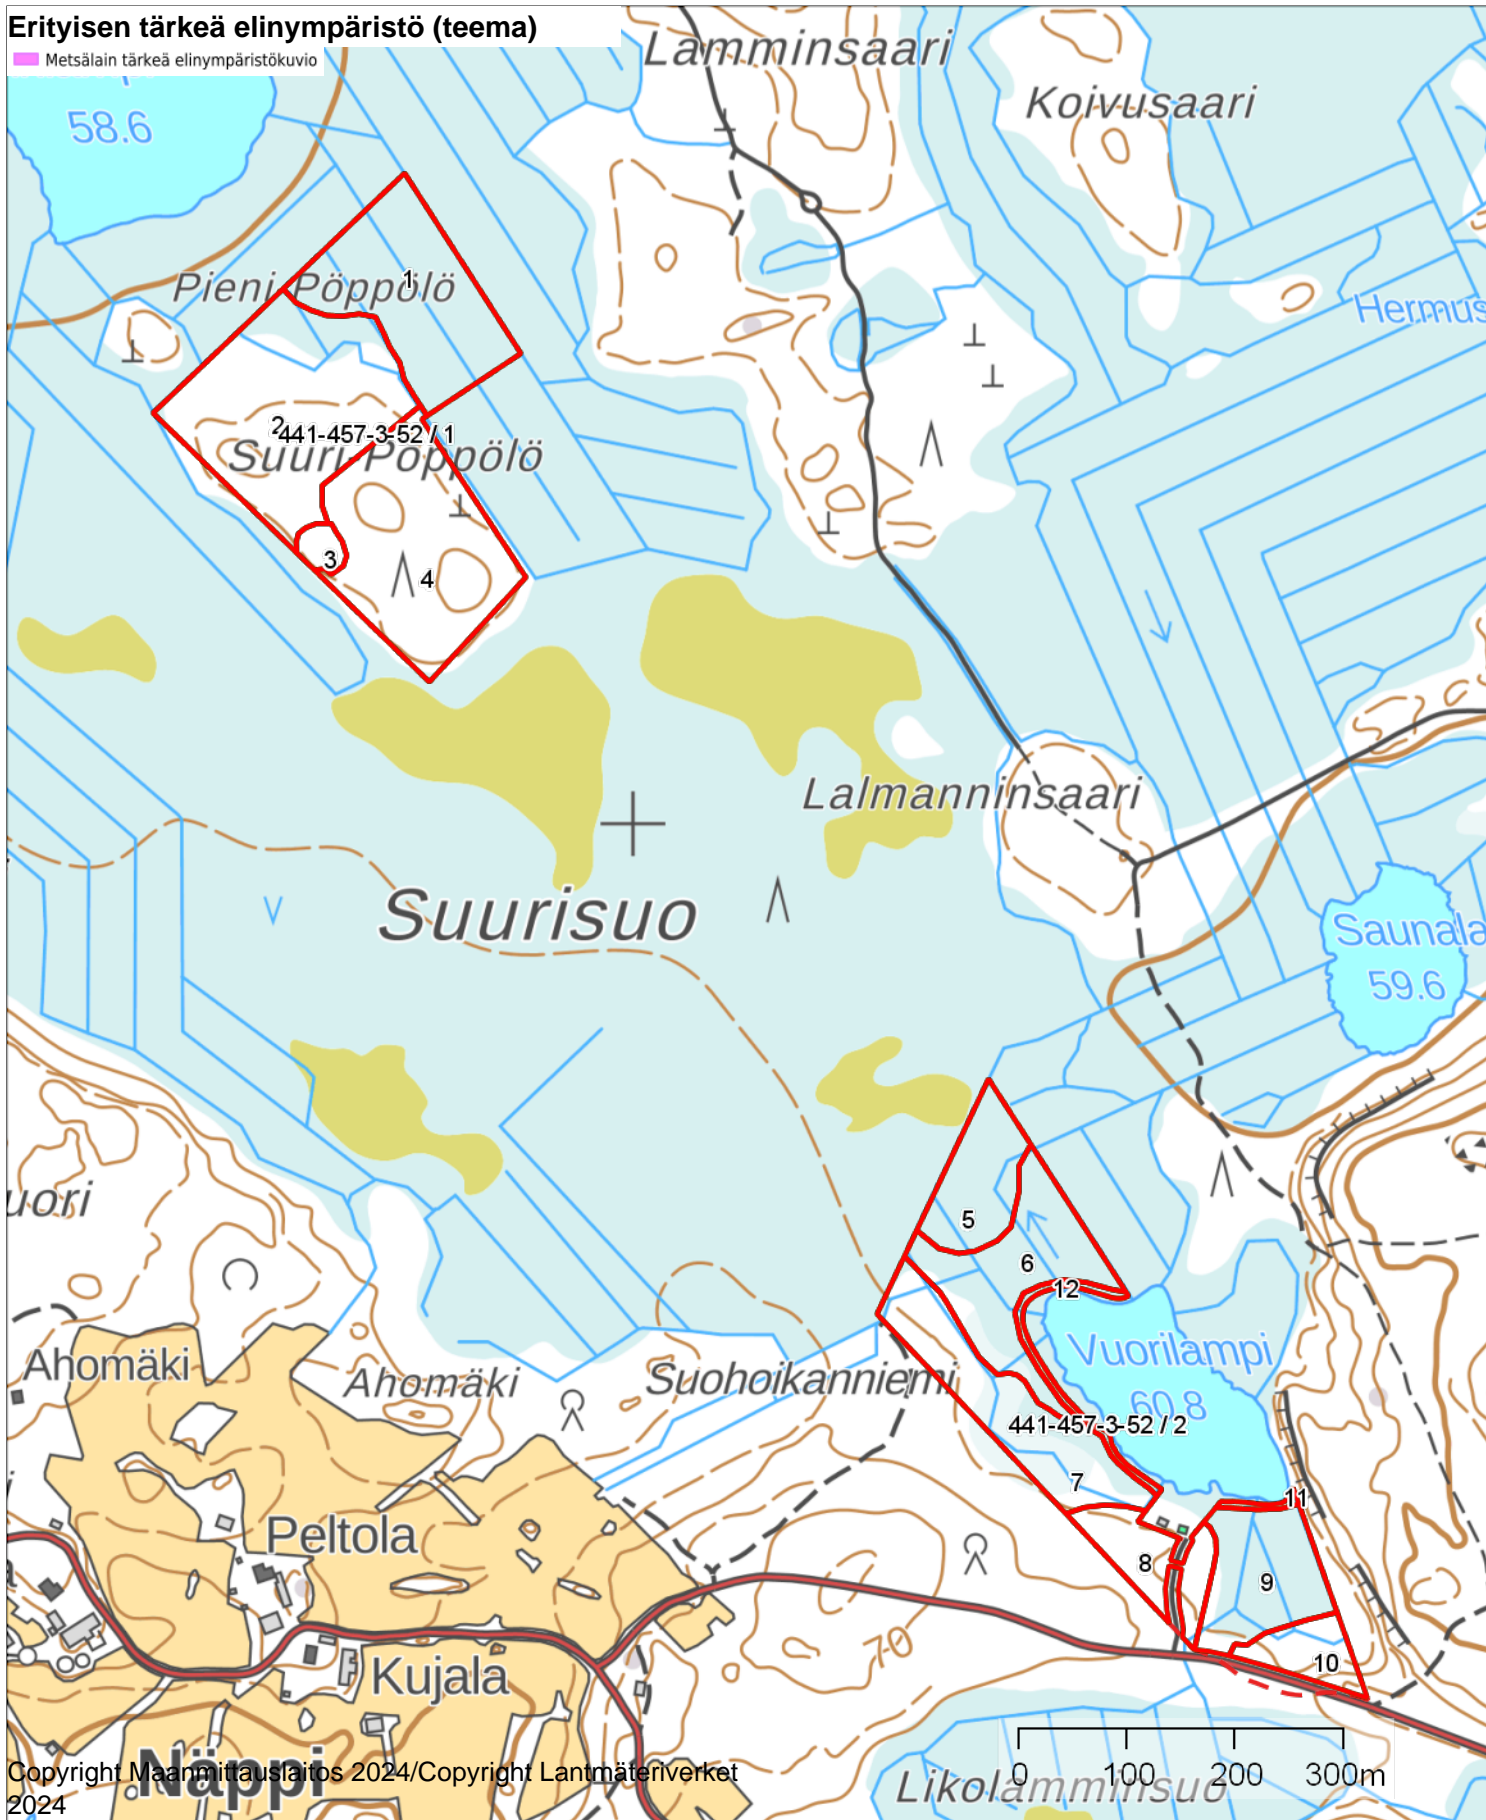 Erityisen tärkeä elinympäristö (teema)
Metsälain tärkeä elinympäristökuvio
58.6
Lamminsaari
Koivusaari
Pieni-Pöppölö
1
Hermus
2
441-457-3-52 / 1
Suuri-Pöppölö
3
4
Lalmanninsaari
Suurisuo
Saunala
59.6
uori
5
6
12
Vuorilampi
60.8
Ahomäki
Ahomäki
Suohoikanniemi
441-457-3-52 / 2
7
11
Peltola
8
9
70
10
Kujala
Näppi
Likolamminsuo
0 100 200 300m
Copyright Maanmittauslaitos 2024/Copyright Lantmäteriverket
2024